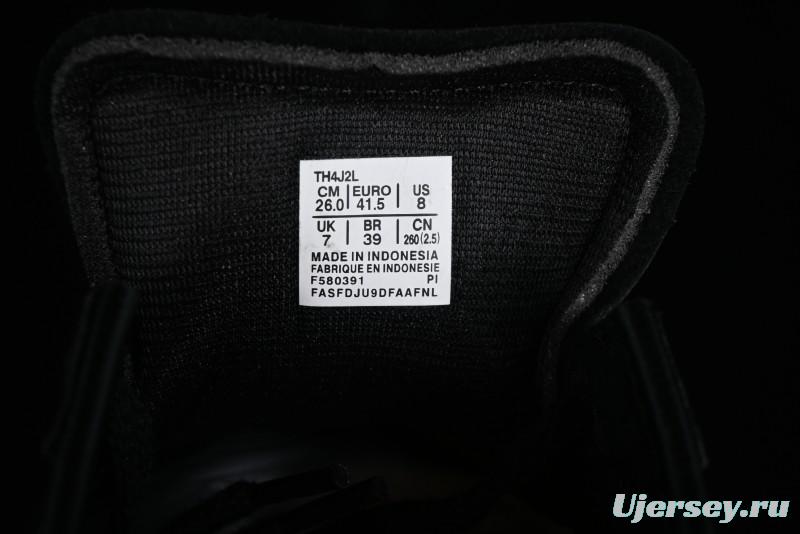 TH4J2L
CM | EURO | US
26.0 | 41.5 | 8
UK | BR | CN
7 | 39 | 260(2.5)
MADE IN INDONESIA
FABRIQUE EN INDONESIE
F580391 PI
FASFDJU9DFAAFNL
Ujersey.ru